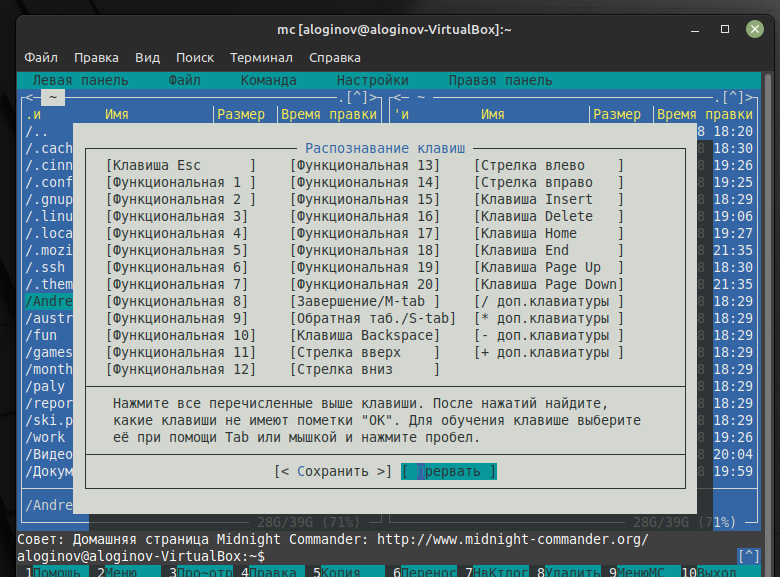 mc [aloginov@aloginov-VirtualBox]:~
Файл Правка Вид Поиск Терминал Справка
Левая панель Файл Команда Настройки Правая панель
<─ ~ ─.[^]> <─ ~ ─.[^]>
.и Имя Размер Время правки 'и Имя Размер Время правки
/.. 8 18:20
/.cach 8 18:30
Распознавание клавиш
/.cinn [Клавиша Esc ] [Функциональная 13] [Стрелка влево ] 8 19:26
/.conf [Функциональная 1 ] [Функциональная 14] [Стрелка вправо ] 8 19:25
/.gnup [Функциональная 2 ] [Функциональная 15] [Клавиша Insert ] 8 18:29
/.linu [Функциональная 3] [Функциональная 16] [Клавиша Delete ] 8 19:06
/.loca [Функциональная 4] [Функциональная 17] [Клавиша Home ] 8 19:27
/.mozi [Функциональная 5] [Функциональная 18] [Клавиша End ] 8 21:35
/.ssh [Функциональная 6] [Функциональная 19] [Клавиша Page Up ] 8 18:30
/.them [Функциональная 7] [Функциональная 20] [Клавиша Page Down] 8 21:35
/Andre [Функциональная 8] [Завершение/M-tab ] [/ доп.клавиатуры ] 8 18:29
/austr [Функциональная 9] [Обратная таб./S-tab] [* доп.клавиатуры ] 8 18:29
/fun [Функциональная 10] [Клавиша Backspace] [- доп.клавиатуры ] 8 18:29
/games [Функциональная 11] [Стрелка вверх ] [+ доп.клавиатуры ] 8 18:29
/month [Функциональная 12] [Стрелка вниз ] 8 18:29
/paly 8 18:29
/repor Нажмите все перечисленные выше клавиши. После нажатий найдите, 8 18:29
/ski.p какие клавиши не имеют пометки "OK". Для обучения клавише выберите 8 18:29
/work её при помощи Tab или мышкой и нажмите пробел. 8 19:26
/Видео 8 20:04
/Докум [< Сохранить >] [ Прервать ] 8 19:59
/Andre
28G/39G (71%) 28G/39G (71%)
Совет: Домашняя страница Midnight Commander: http://www.midnight-commander.org/
aloginov@aloginov-VirtualBox:~$ [^]
1Помощь 2Меню 3Про~отр 4Правка 5Копия 6Перенос 7НвКтлог 8Удалить 9МенюMC 10Выход